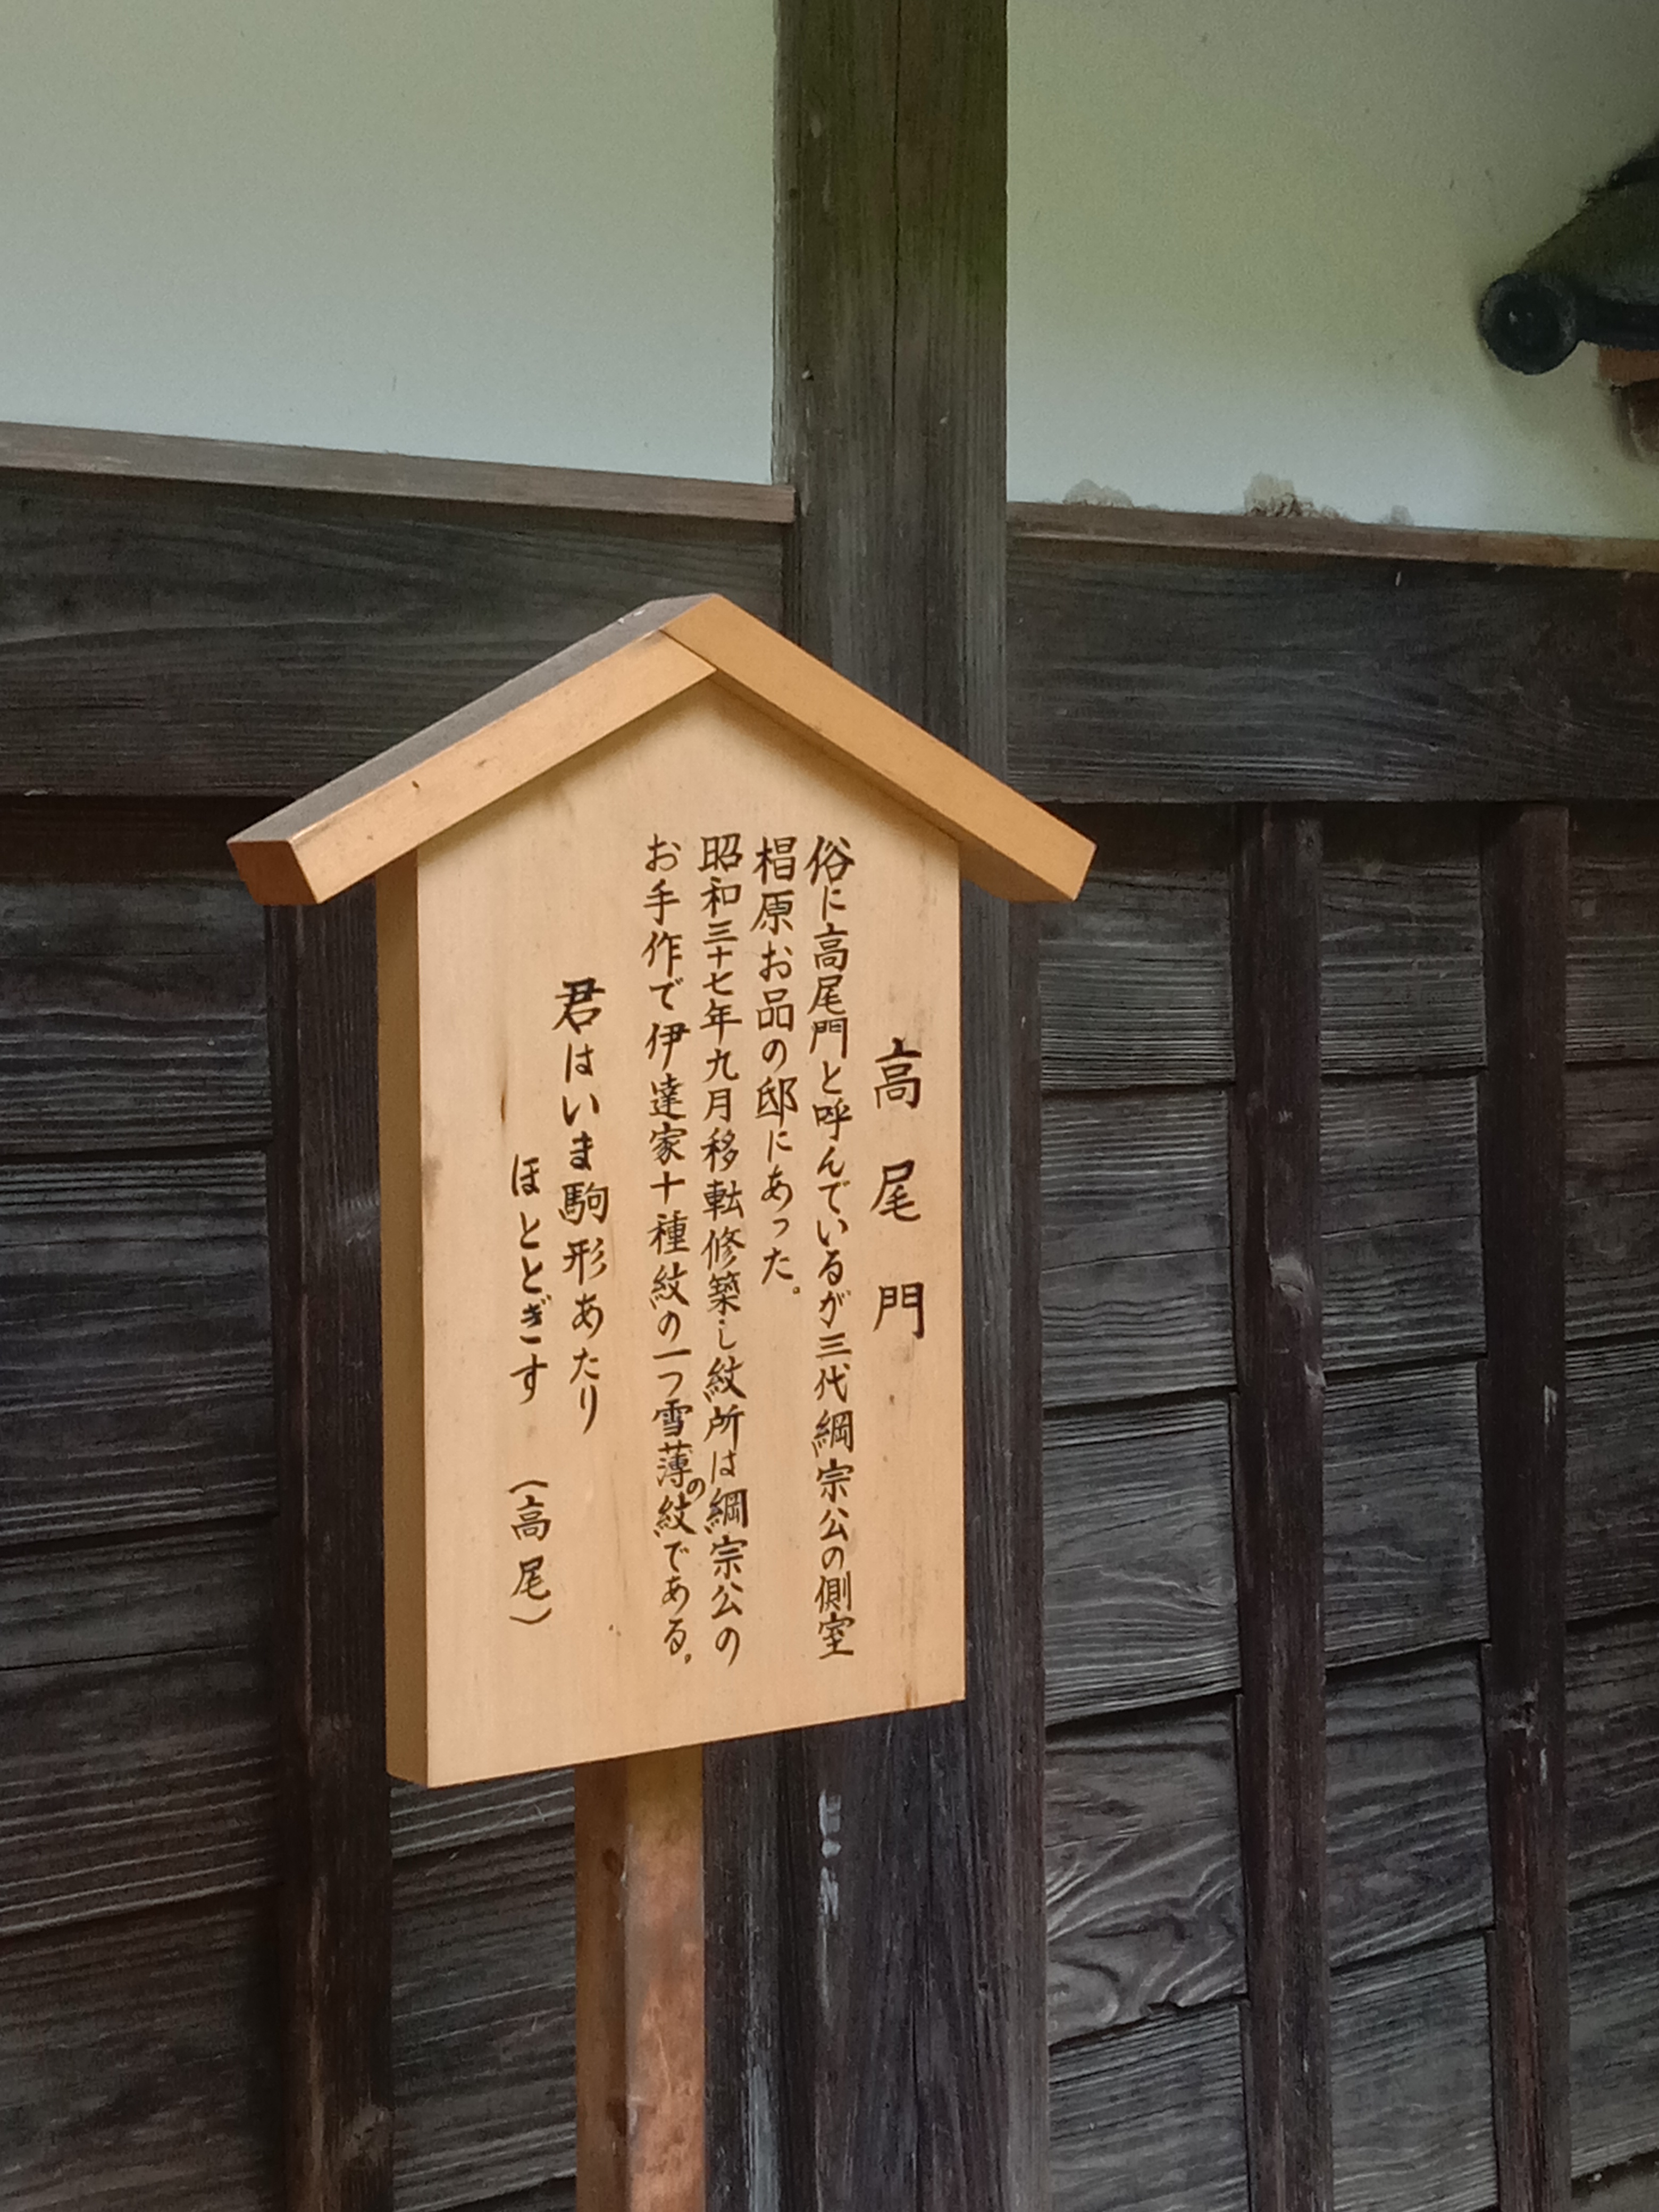 高尾門
俗に高尾門と呼んでいるが三代綱宗公の側室
椙原お品の邸にあった。
昭和三十七年九月移転修築し紋所は綱宗公の
お手作で伊達家十種紋の一つ雪薄の紋である。
君はいま駒形あたり
ほととぎす (高尾)